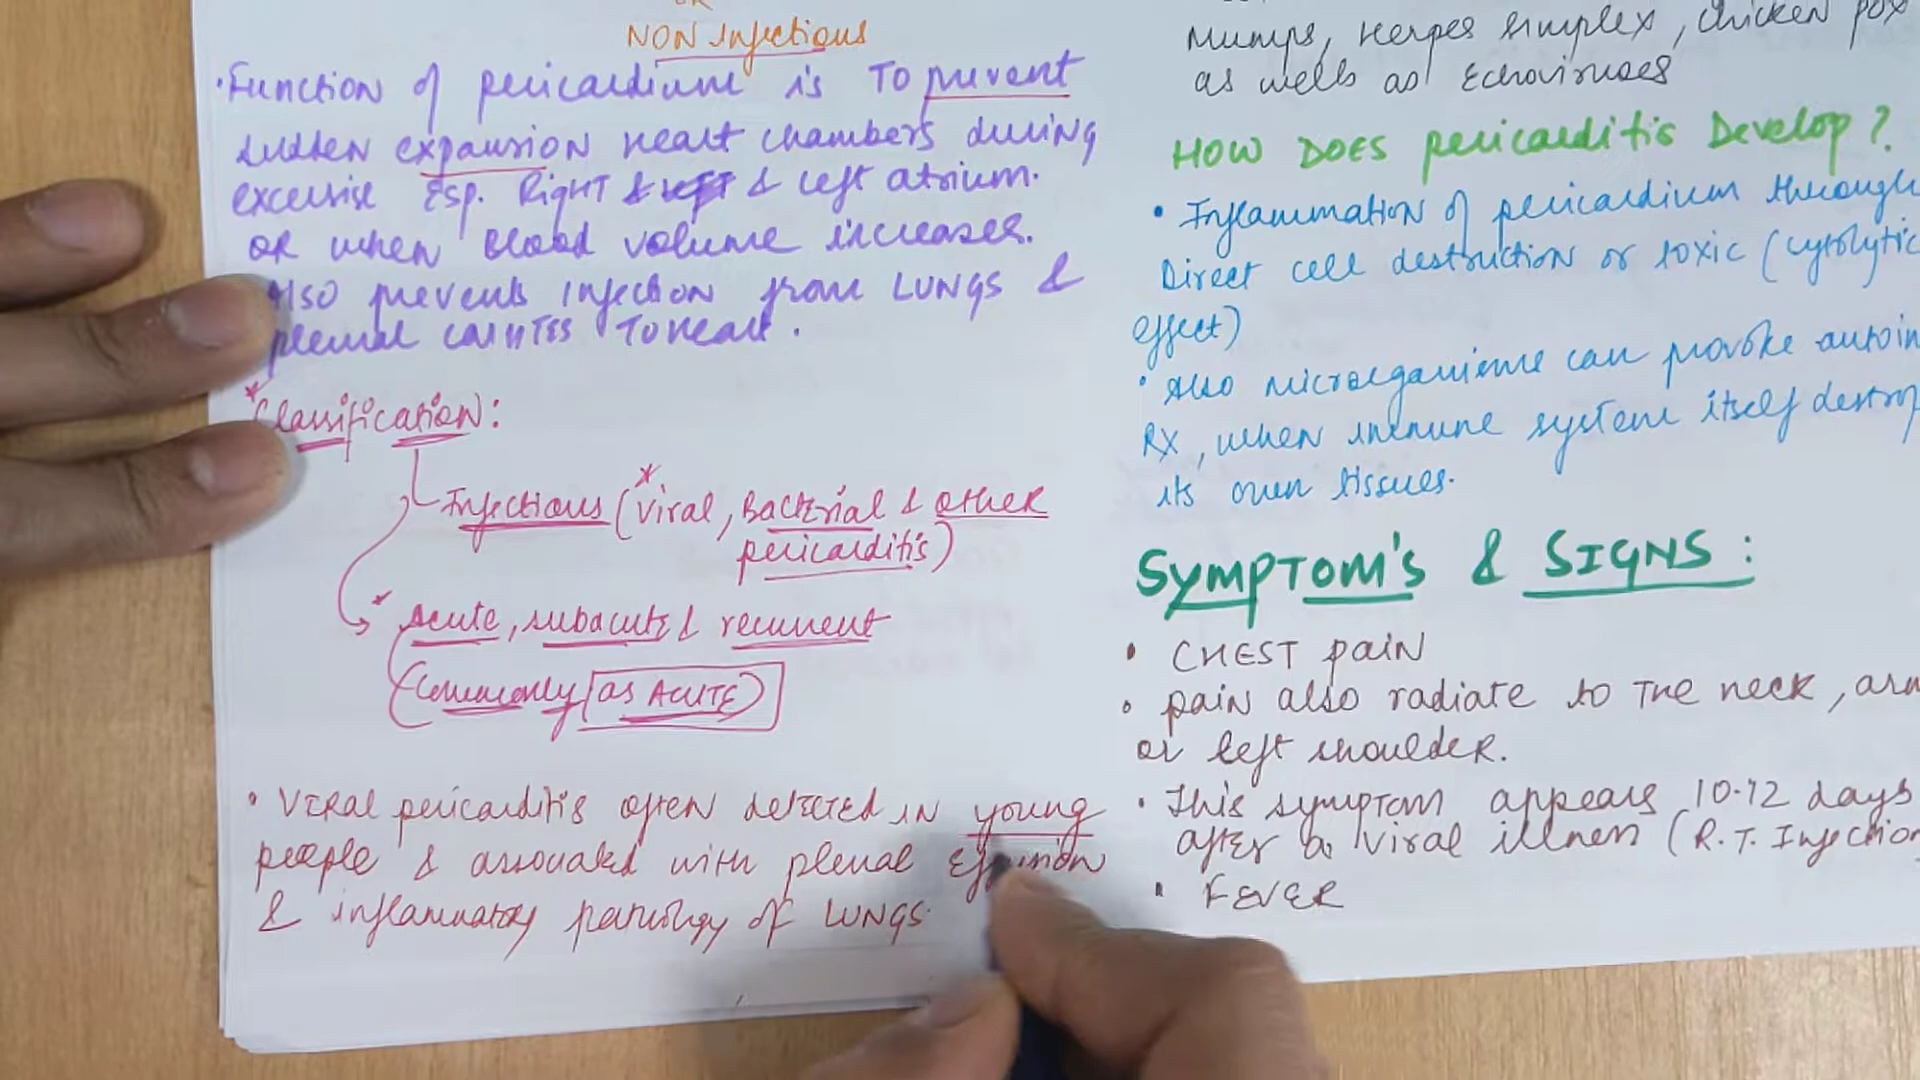 NON Infectious
• Function of pericardium is To prevent
sudden expansion heart chambers during
excersise Esp. Right & left & left atrium.
or when Blood volume increases.
Also prevents infection from LUNGS &
pleural cavities To heart.
* Classification:
Infectious (Viral, Bacterial & other
pericarditis)
* Acute, subacute & recurrent
(Commonly as ACUTE)
• Viral pericarditis often detected in young
people & associated with pleural Effusion
& inflammatory pathology of LUNGS.
Mumps, Herpes simplex, chicken pox
as wells as Echoviruses
HOW DOES pericarditis Develop?
• Inflammation of pericardium through
Direct cell destruction or toxic (cytolytic
effect)
• Also microrganisms can provoke autoim
RX, when immune system itself destroy
its own tissues.
SYMPTOM'S & SIGNS:
• CHEST pain
• pain also radiate to The neck, arm
or left shoulder.
• This symptom appears 10-12 days
after a viral illness (R.T. Infection
• FEVER